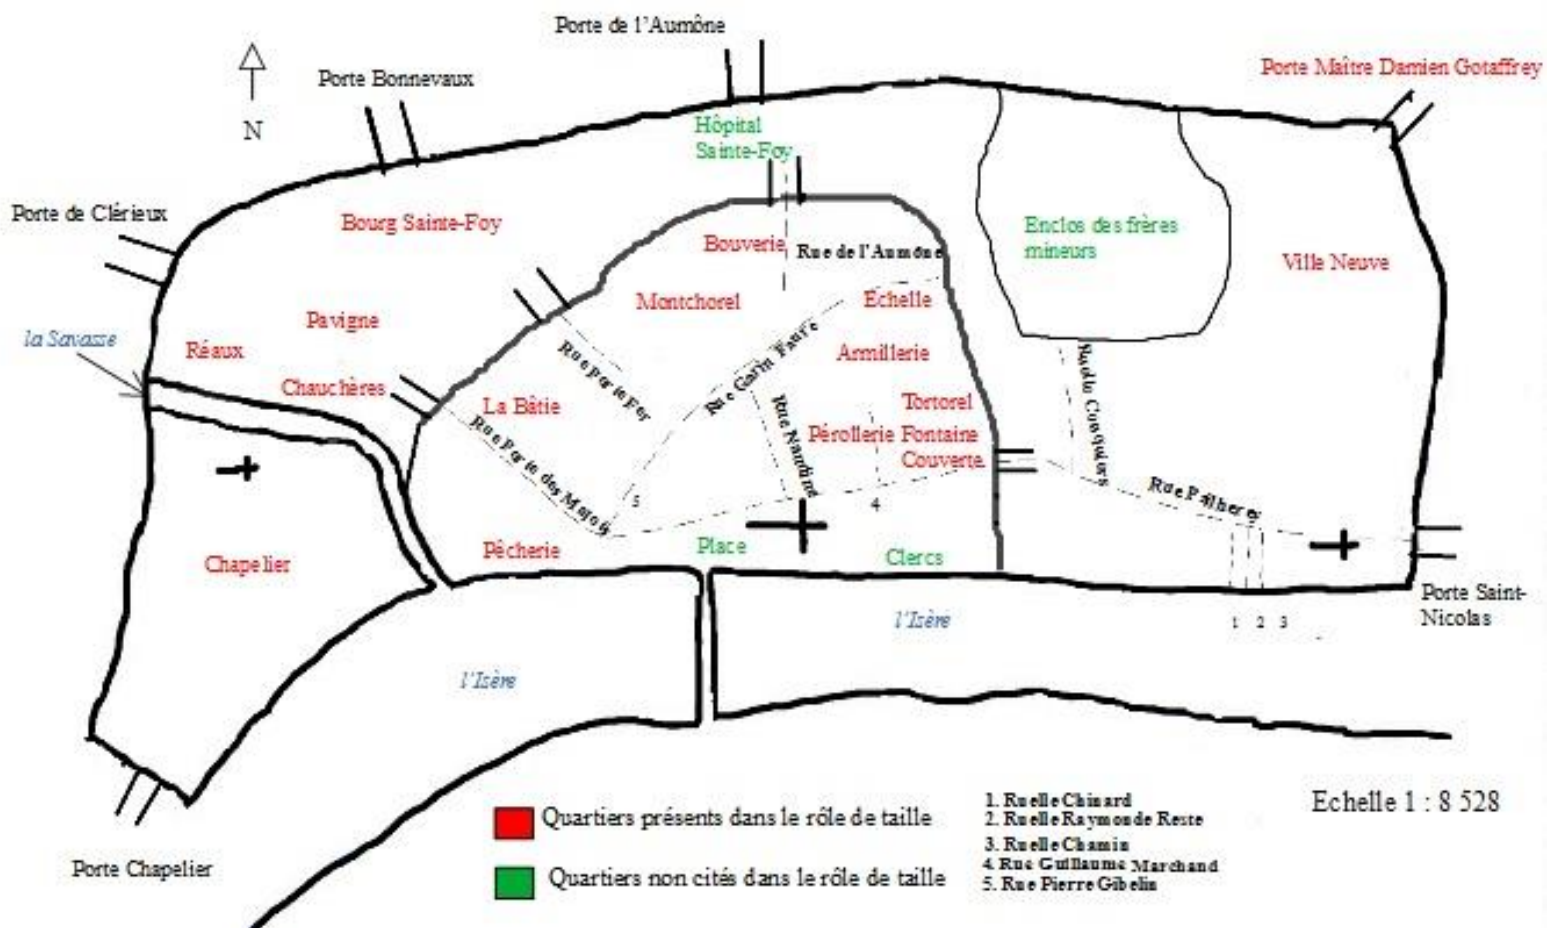 Porte de l'Aumône
Porte Maître Damien Gotaffrey
Porte Bonnevaux
N
Hôpital
Sainte-Foy
Porte de Clérieux
Bourg Sainte-Foy
Bouverie
Rue de l'Aumône
Enclos des frères
mineurs
Ville Neuve
Montchorel
Echelle
Pavigne
la Savasse
Réaux
Rue Porte Fer
Rue Garin Faure
Armillerie
Chauchères
La Bâtie
Tortorel
Rue Nardine
Pérollerie Fontaine
Couverte
Rue Porte des Mojoux
Rue Pailherey
5
4
Chapelier
Pêcherie
Place
Clercs
Porte Saint-
Nicolas
l'Isère
1 2 3
l'Isère
Quartiers présents dans le rôle de taille
Quartiers non cités dans le rôle de taille
1. Ruelle Chinard
2. Ruelle Raymonde Reste
3. Ruelle Chamin
4. Rue Guillaume Marchand
5. Rue Pierre Gibelin
Echelle 1 : 8 528
Porte Chapelier